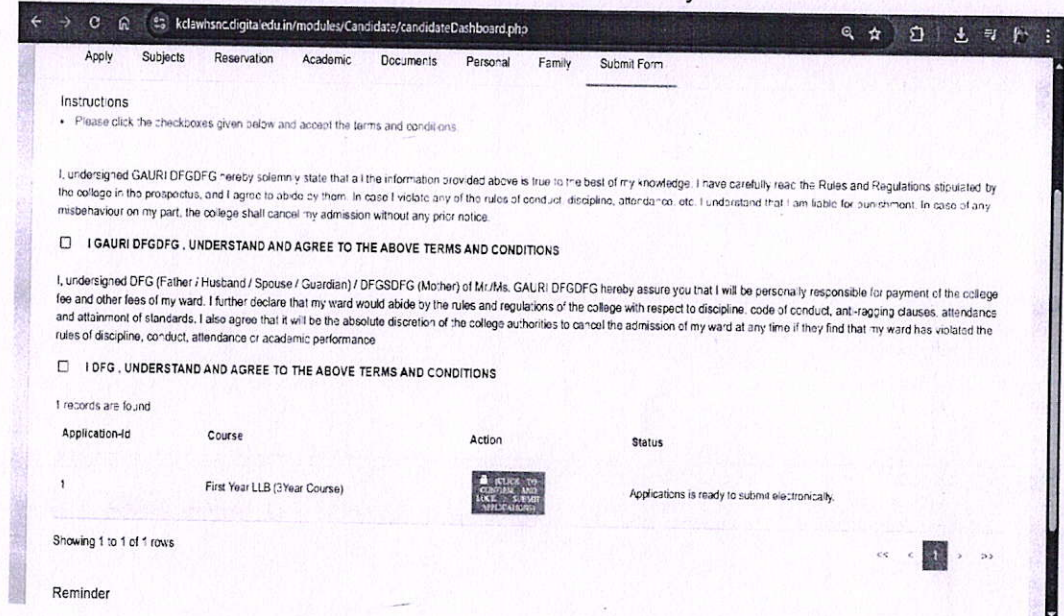 kclawhsnc.digitaledu.in/modules/Candidate/candidateDashboard.php
Apply Subjects Reservation Academic Documents Personal Family Submit Form
Instructions
• Please click the checkboxes given below and accept the terms and conditions.
I, undersigned GAURI DFGDFG hereby solemnly state that all the information provided above is true to the best of my knowledge. I have carefully read the Rules and Regulations stipulated by
the college in the prospectus, and I agree to abide by them. In case I violate any of the rules of conduct, discipline, attendance, etc. I understand that I am liable for punishment. In case of any
misbehaviour on my part, the college shall cancel my admission without any prior notice.
I GAURI DFGDFG , UNDERSTAND AND AGREE TO THE ABOVE TERMS AND CONDITIONS
I, undersigned DFG (Father / Husband / Spouse / Guardian) / DFGSDFG (Mother) of Mr./Ms. GAURI DFGDFG hereby assure you that I will be personally responsible for payment of the college
fee and other fees of my ward. I further declare that my ward would abide by the rules and regulations of the college with respect to discipline, code of conduct, anti-ragging clauses, attendance
and attainment of standards. I also agree that it will be the absolute discretion of the college authorities to cancel the admission of my ward at any time if they find that my ward has violated the
rules of discipline, conduct, attendance or academic performance
I DFG , UNDERSTAND AND AGREE TO THE ABOVE TERMS AND CONDITIONS
1 records are found
Application-Id Course Action Status
1 First Year LLB (3Year Course) (CLICK TO CONFIRM AND LOCK SUBMIT APPLICATIONS) Applications is ready to submit electronically.
Showing 1 to 1 of 1 rows << < 1 > >>
Reminder